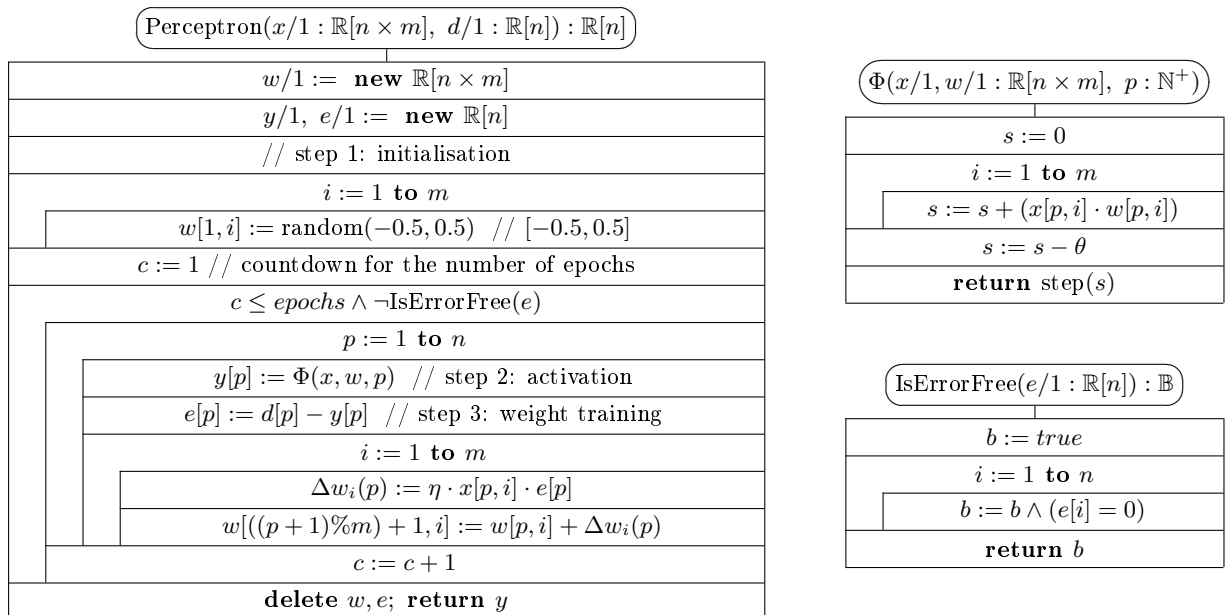 Perceptron(x/1 : ℝ[n × m], d/1 : ℝ[n]) : ℝ[n]
w/1 := new ℝ[n × m]
y/1, e/1 := new ℝ[n]
// step 1: initialisation
i := 1 to m
w[1, i] := random(−0.5, 0.5) // [−0.5, 0.5]
c := 1 // countdown for the number of epochs
c ≤ epochs ∧ ¬IsErrorFree(e)
p := 1 to n
y[p] := Φ(x, w, p) // step 2: activation
e[p] := d[p] − y[p] // step 3: weight training
i := 1 to m
Δwᵢ(p) := η · x[p, i] · e[p]
w[((p + 1)%m) + 1, i] := w[p, i] + Δwᵢ(p)
c := c + 1
delete w, e; return y
Φ(x/1, w/1 : ℝ[n × m], p : ℕ⁺)
s := 0
i := 1 to m
s := s + (x[p, i] · w[p, i])
s := s − θ
return step(s)
IsErrorFree(e/1 : ℝ[n]) : 𝔹
b := true
i := 1 to n
b := b ∧ (e[i] = 0)
return b